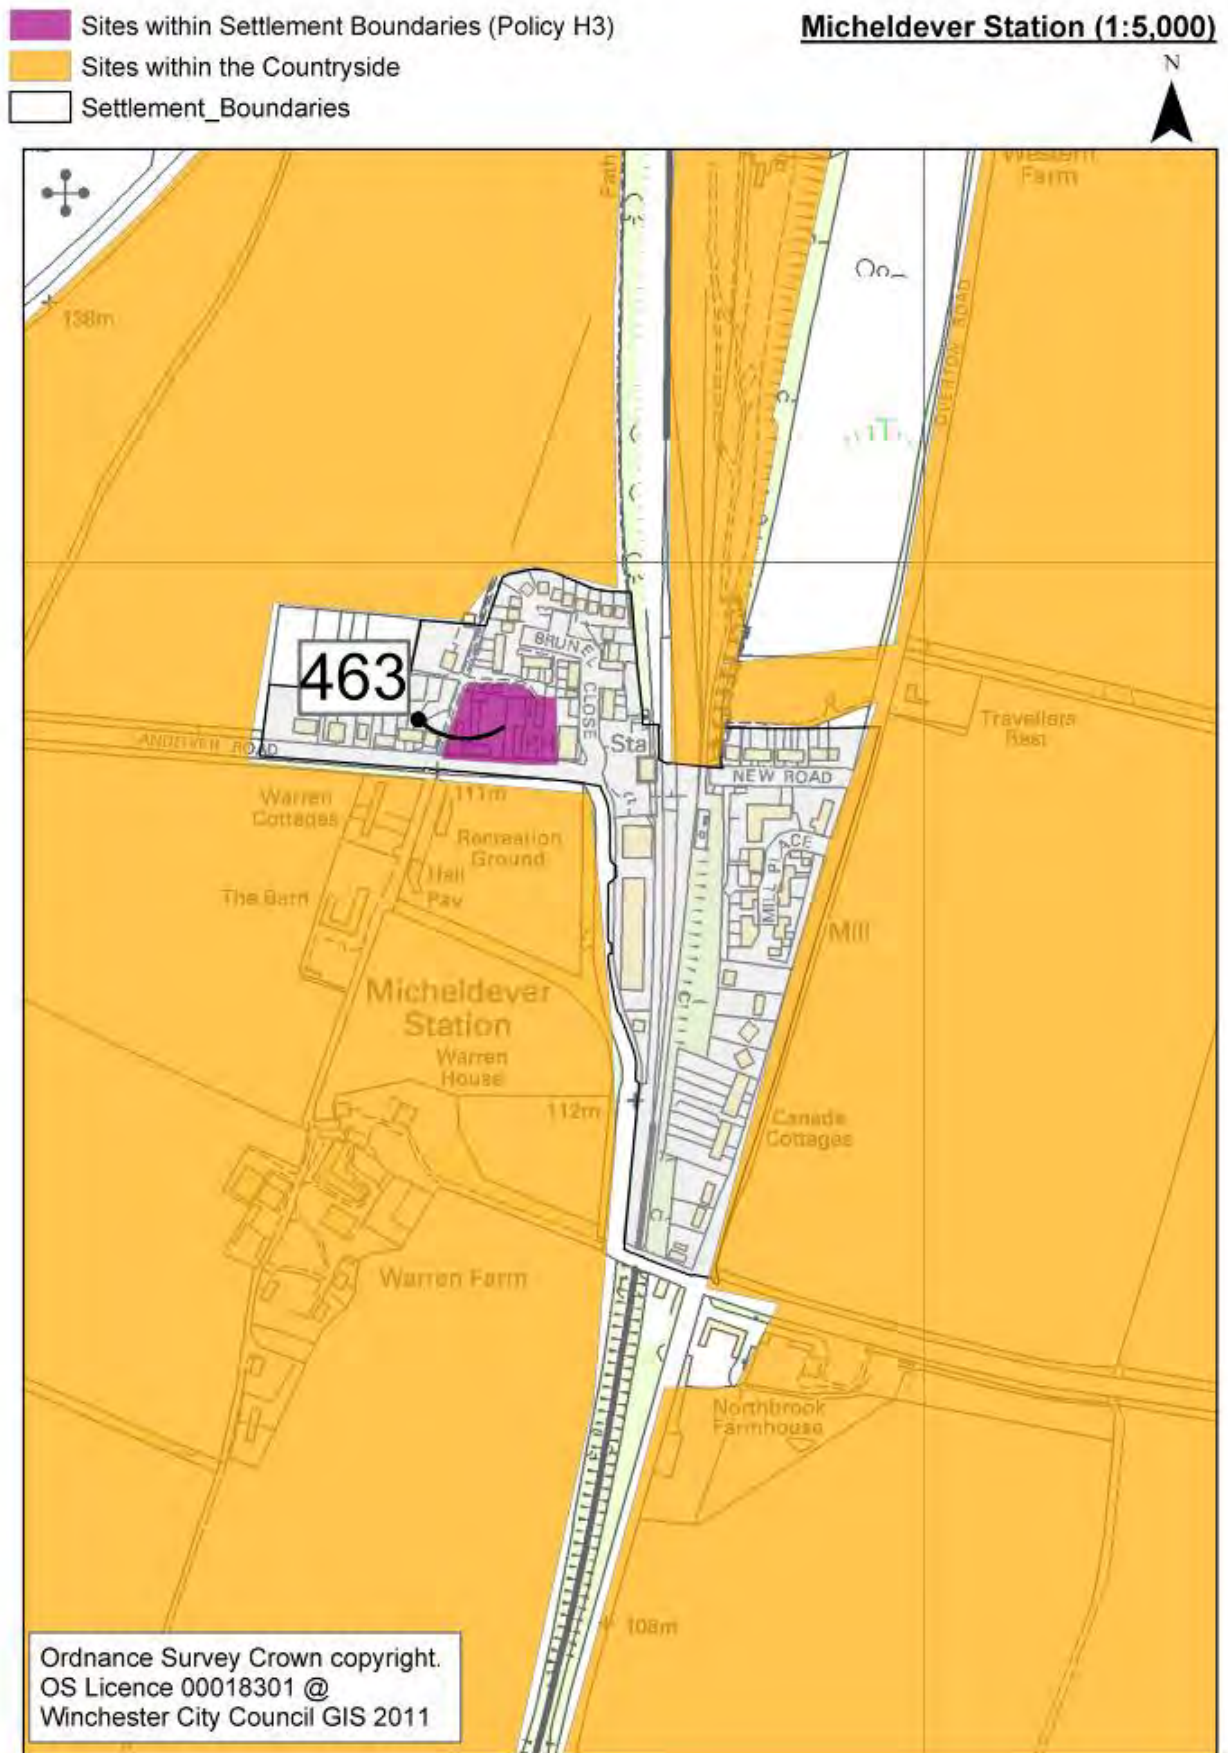 Sites within Settlement Boundaries (Policy H3)
Sites within the Countryside
Settlement_Boundaries
Micheldever Station (1:5,000)
N
Path
Western
Farm
138m
OVERTON ROAD
BRUNEL CLOSE
463
Sta
ANDOVER ROAD
Travellers
Rest
NEW ROAD
111m
Warren
Cottages
Recreation
Ground
MILL PLACE
Hall
Pav
The Barn
Mill
Micheldever
Station
Warren
House
112m
Canada
Cottages
Warren Farm
Northbrook
Farmhouse
108m
Ordnance Survey Crown copyright.
OS Licence 00018301 @
Winchester City Council GIS 2011